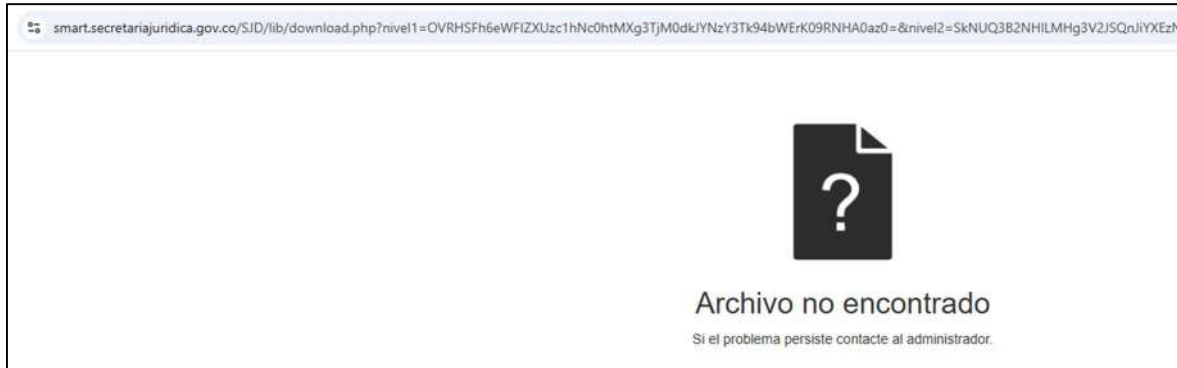 smart.secretariajuridica.gov.co/SJD/lib/download.php?nivel1=OVRHSFh6eWFIZXUzc1hNc0htMXg3TjM0dkJYNzY3Tk94bWErK09RNHA0az0=&nivel2=SkNUQ3B2NHlLMHg3V2JSQnJiYXEzN
?
Archivo no encontrado
Si el problema persiste contacte al administrador.